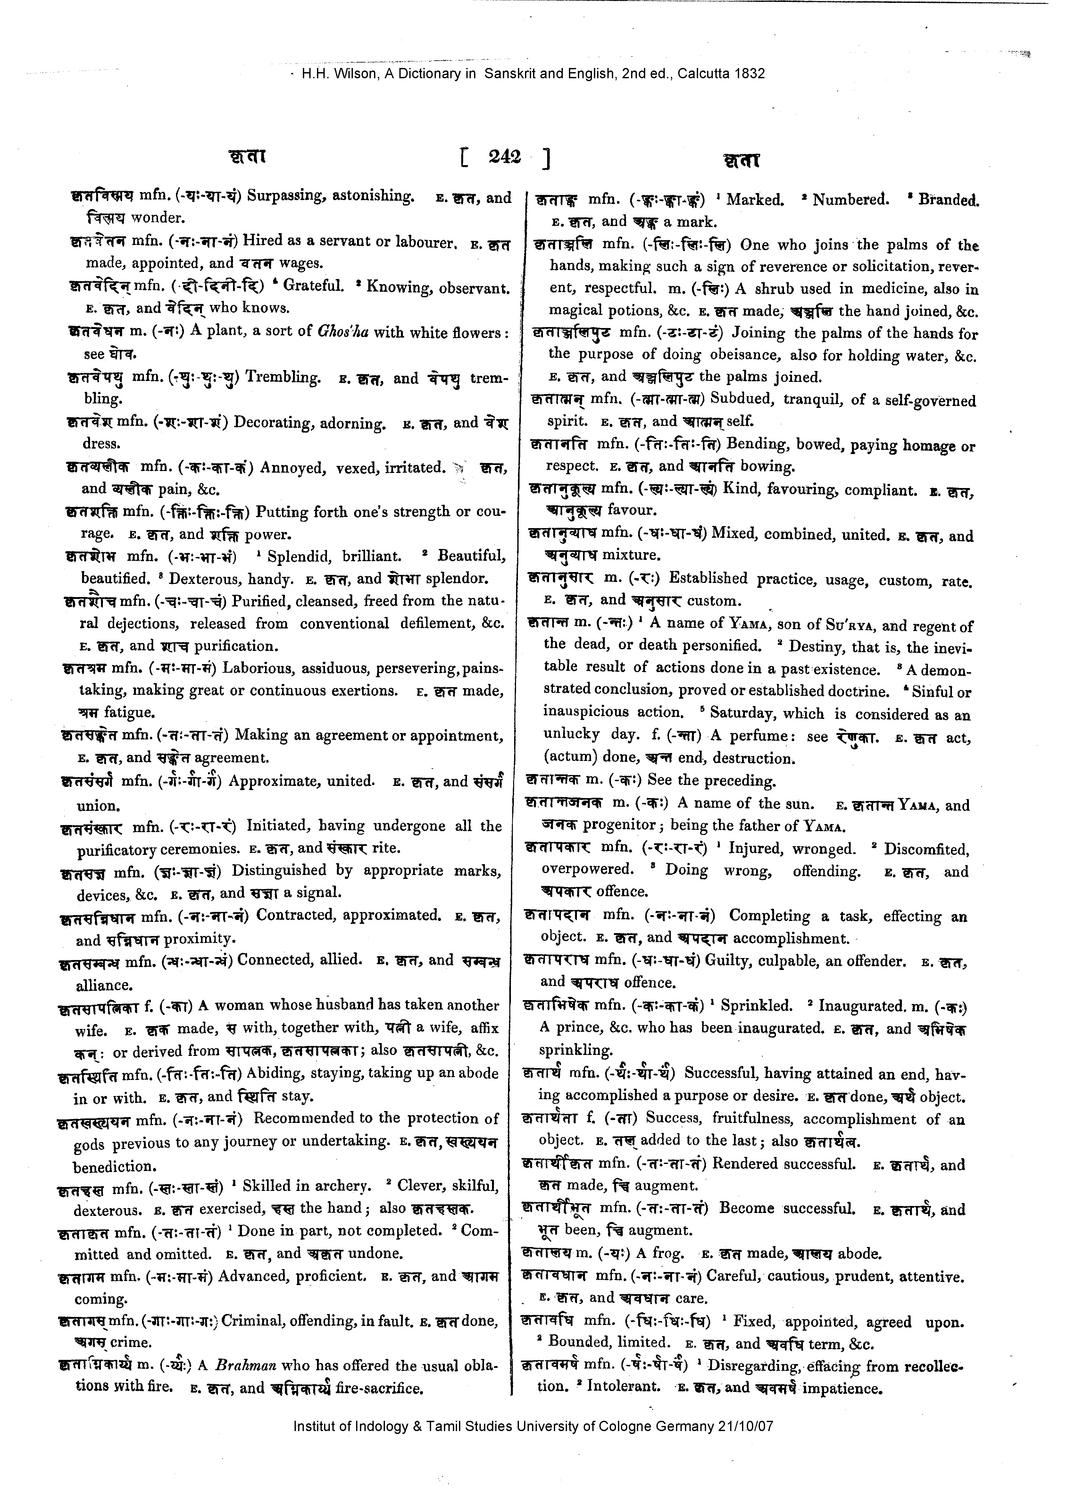 H.H. Wilson, A Dictionary in Sanskrit and English, 2nd ed., Calcutta 1832
कृता [ 242 ] कृता
कृतविस्मय mfn. (-यः-या-यं) Surpassing, astonishing. E. कृत, and
विस्मय wonder.
कृतवेतन mfn. (-नः-ना-नं) Hired as a servant or labourer. E. कृत
made, appointed, and वेतन wages.
कृतवेदिन् mfn. (-दी-दिनी-दि) ¹ Grateful. ² Knowing, observant.
E. कृत, and वेदिन् who knows.
कृतवेधन m. (-नः) A plant, a sort of Ghos'ha with white flowers:
see घोष.
कृतवेपथु mfn. (-थुः-थुः-थु) Trembling. E. कृत, and वेपथु trem-
bling.
कृतवेश mfn. (-शः-शा-शं) Decorating, adorning. E. कृत, and वेश
dress.
कृतव्यलीक mfn. (-कः-का-कं) Annoyed, vexed, irritated. कृत,
and व्यलीक pain, &c.
कृतशक्ति mfn. (-क्तिः-क्तिः-क्ति) Putting forth one's strength or cou-
rage. E. कृत, and शक्ति power.
कृतशोभ mfn. (-भः-भा-भं) ¹ Splendid, brilliant. ² Beautiful,
beautified. ³ Dexterous, handy. E. कृत, and शोभा splendor.
कृतशौच mfn. (-चः-चा-चं) Purified, cleansed, freed from the natu-
ral dejections, released from conventional defilement, &c.
E. कृत, and शौच purification.
कृतश्रम mfn. (-मः-मा-मं) Laborious, assiduous, persevering, pains-
taking, making great or continuous exertions. E. कृत made,
श्रम fatigue.
कृतसङ्केत mfn. (-तः-ता-तं) Making an agreement or appointment,
E. कृत, and सङ्केत agreement.
कृतसंसर्ग mfn. (-र्गः-र्गा-र्गं) Approximate, united. E. कृत, and संसर्ग
union.
कृतसंस्कार mfn. (-रः-रा-रं) Initiated, having undergone all the
purificatory ceremonies. E. कृत, and संस्कार rite.
कृतसञ्ज्ञ mfn. (ज्ञः-ज्ञा-ज्ञं) Distinguished by appropriate marks,
devices, &c. E. कृत, and सञ्ज्ञा a signal.
कृतसन्निधान mfn. (-नः-ना-नं) Contracted, approximated. E. कृत,
and सन्निधान proximity.
कृतसम्बन्ध mfn. (न्धः-न्धा-न्धं) Connected, allied. E. कृत, and सम्बन्ध
alliance.
कृतसापत्निका f. (-का) A woman whose husband has taken another
wife. E. कृत made, स with, together with, पत्नी a wife, affix
कन्: or derived from सापत्नक, कृतसापत्नका; also कृतसापत्नी, &c.
कृतस्थिति mfn. (-तिः-तिः-ति) Abiding, staying, taking up an abode
in or with. E. कृत, and स्थिति stay.
कृतस्वस्त्ययन mfn. (-नः-ना-नं) Recommended to the protection of
gods previous to any journey or undertaking. E. कृत, स्वस्त्ययन
benediction.
कृतहस्त mfn. (-स्तः-स्ता-स्तं) ¹ Skilled in archery. ² Clever, skilful,
dexterous. E. कृत exercised, हस्त the hand; also कृतहस्तक.
कृताकृत mfn. (-तः-ता-तं) ¹ Done in part, not completed. ² Com-
mitted and omitted. E. कृत, and अकृत undone.
कृतागम mfn. (-मः-मा-मं) Advanced, proficient. E. कृत, and आगम
coming.
कृतागस् mfn. (-गाः-गाः-गः) Criminal, offending, in fault. E. कृत done,
अगस् crime.
कृताग्निकार्य्य m. (-र्य्यः) A Brahman who has offered the usual obla-
tions with fire. E. कृत, and अग्निकार्य्य fire-sacrifice.
कृताङ्क mfn. (-ङ्कः-ङ्का-ङ्कं) ¹ Marked. ² Numbered. ³ Branded.
E. कृत, and अङ्क a mark.
कृताञ्जलि mfn. (-लिः-लिः-लि) One who joins the palms of the
hands, making such a sign of reverence or solicitation, rever-
ent, respectful. m. (-लिः) A shrub used in medicine, also in
magical potions, &c. E. कृत made, अञ्जलि the hand joined, &c.
कृताञ्जलिपुट mfn. (-टः-टा-टं) Joining the palms of the hands for
the purpose of doing obeisance, also for holding water, &c.
E. कृत, and अञ्जलिपुट the palms joined.
कृतात्मन् mfn. (-त्मा-त्मा-त्म) Subdued, tranquil, of a self-governed
spirit. E. कृत, and आत्मन् self.
कृतानति mfn. (-तिः-तिः-ति) Bending, bowed, paying homage or
respect. E. कृत, and आनति bowing.
कृतानुकूल्य mfn. (-ल्यः-ल्या-ल्यं) Kind, favouring, compliant. E. कृत,
आनुकूल्य favour.
कृतानुव्याध mfn. (-धः-धा-धं) Mixed, combined, united. E. कृत, and
अनुव्याध mixture.
कृतानुसार m. (-रः) Established practice, usage, custom, rate.
E. कृत, and अनुसार custom.
कृतान्त m. (-न्तः) ¹ A name of YAMA, son of SU'RYA, and regent of
the dead, or death personified. ² Destiny, that is, the inevi-
table result of actions done in a past existence. ³ A demon-
strated conclusion, proved or established doctrine. ⁴ Sinful or
inauspicious action. ⁵ Saturday, which is considered as an
unlucky day. f. (-न्ता) A perfume: see रेणुका. E. कृत act,
(actum) done, अन्त end, destruction.
कृतान्तक m. (-कः) See the preceding.
कृतान्तजनक m. (-कः) A name of the sun. E. कृतान्त YAMA, and
जनक progenitor; being the father of YAMA.
कृतापकार mfn. (-रः-रा-रं) ¹ Injured, wronged. ² Discomfited,
overpowered. ³ Doing wrong, offending. E. कृत, and
अपकार offence.
कृतापदान mfn. (-नः-ना-नं) Completing a task, effecting an
object. E. कृत, and अपदान accomplishment.
कृतापराध mfn. (-धः-धा-धं) Guilty, culpable, an offender. E. कृत,
and अपराध offence.
कृताभिषेक mfn. (-कः-का-कं) ¹ Sprinkled. ² Inaugurated. m. (-कः)
A prince, &c. who has been inaugurated. E. कृत, and अभिषेक
sprinkling.
कृतार्थ mfn. (-र्थः-र्था-र्थं) Successful, having attained an end, hav-
ing accomplished a purpose or desire. E. कृत done, अर्थ object.
कृतार्थता f. (-ता) Success, fruitfulness, accomplishment of an
object. E. तल् added to the last; also कृतार्थत्व.
कृतार्थीकृत mfn. (-तः-ता-तं) Rendered successful. E. कृतार्थ, and
कृत made, च्वि augment.
कृतार्थीभूत mfn. (-तः-ता-तं) Become successful. E. कृतार्थ, and
भूत been, च्वि augment.
कृतालय m. (-यः) A frog. E. कृत made, आलय abode.
कृतावधान mfn. (-नः-ना-नं) Careful, cautious, prudent, attentive.
E. कृत, and अवधान care.
कृतावधि mfn. (-धिः-धिः-धि) ¹ Fixed, appointed, agreed upon.
² Bounded, limited. E. कृत, and अवधि term, &c.
कृतावमर्ष mfn. (-र्षः-र्षा-र्षं) ¹ Disregarding, effacing from recollec-
tion. ² Intolerant. E. कृत, and अवमर्ष impatience.
Institut of Indology & Tamil Studies University of Cologne Germany 21/10/07